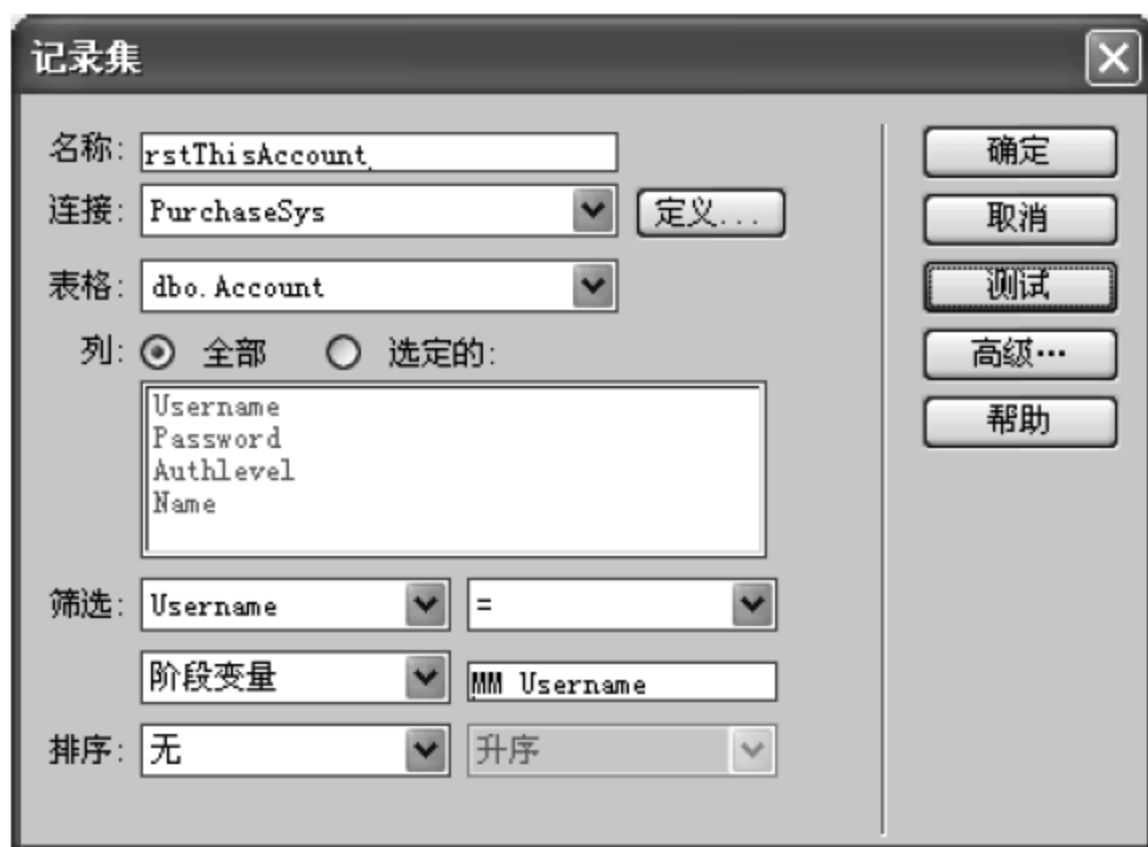 记录集
名称: rstThisAccount
连接: PurchaseSys 定义...
表格: dbo.Account
列: 全部 选定的:
Username
Password
Authlevel
Name
筛选: Username =
阶段变量 MM Username
排序: 无 升序
确定
取消
测试
高级…
帮助